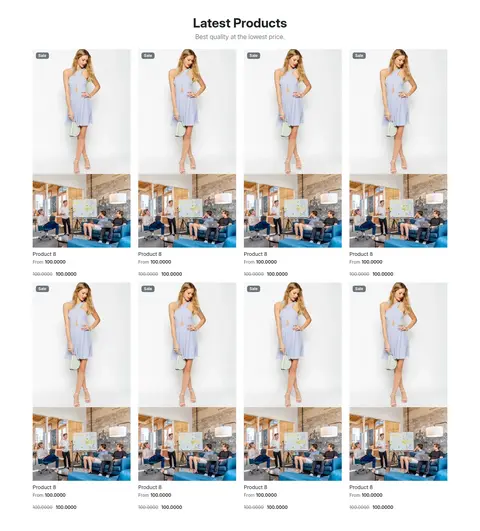 Latest Products
Best quality at the lowest price.
Sale Sale Sale Sale
Product 8 Product 8 Product 8 Product 8
From 100.0000 From 100.0000 From 100.0000 From 100.0000
100.0000 100.0000 100.0000 100.0000 100.0000 100.0000 100.0000 100.0000
Sale Sale Sale Sale
Product 8 Product 8 Product 8 Product 8
From 100.0000 From 100.0000 From 100.0000 From 100.0000
100.0000 100.0000 100.0000 100.0000 100.0000 100.0000 100.0000 100.0000